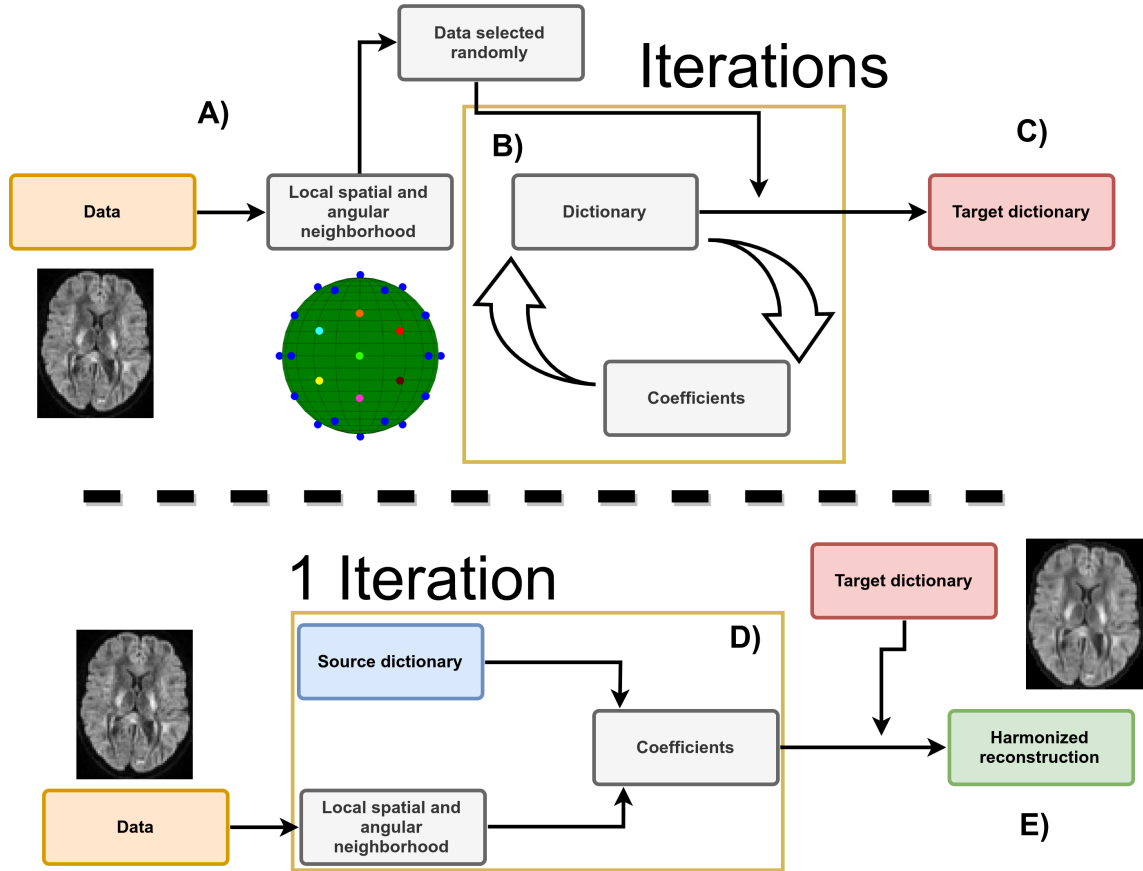 Data selected
randomly
Iterations
A)
B)
C)
Data
Local spatial and
angular
neighborhood
Dictionary
Target dictionary
Coefficients
1 Iteration
Target dictionary
Source dictionary
D)
Coefficients
Harmonized
reconstruction
Data
Local spatial and
angular
neighborhood
E)